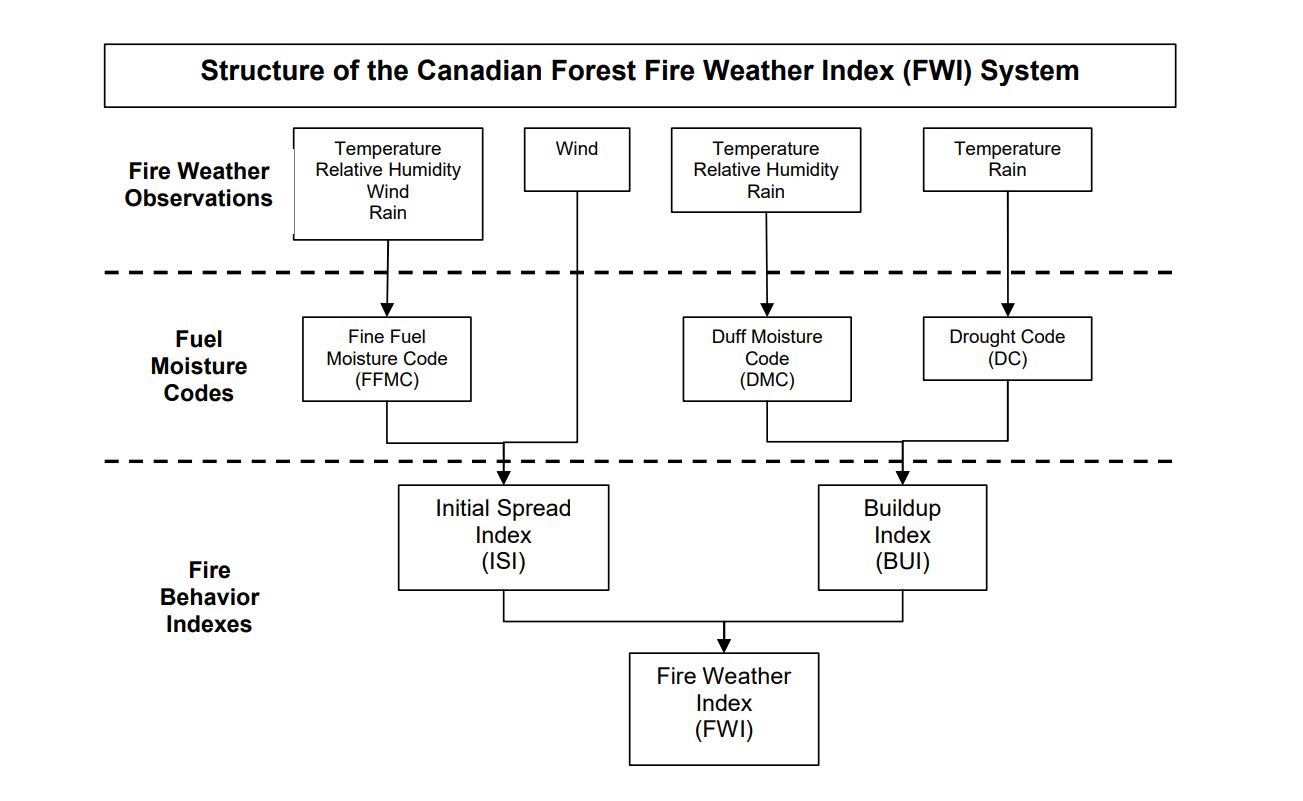 Structure of the Canadian Forest Fire Weather Index (FWI) System
Fire Weather
Observations
Temperature
Relative Humidity
Wind
Rain
Wind
Temperature
Relative Humidity
Rain
Temperature
Rain
Fuel
Moisture
Codes
Fine Fuel
Moisture Code
(FFMC)
Duff Moisture
Code
(DMC)
Drought Code
(DC)
Fire
Behavior
Indexes
Initial Spread
Index
(ISI)
Buildup
Index
(BUI)
Fire Weather
Index
(FWI)